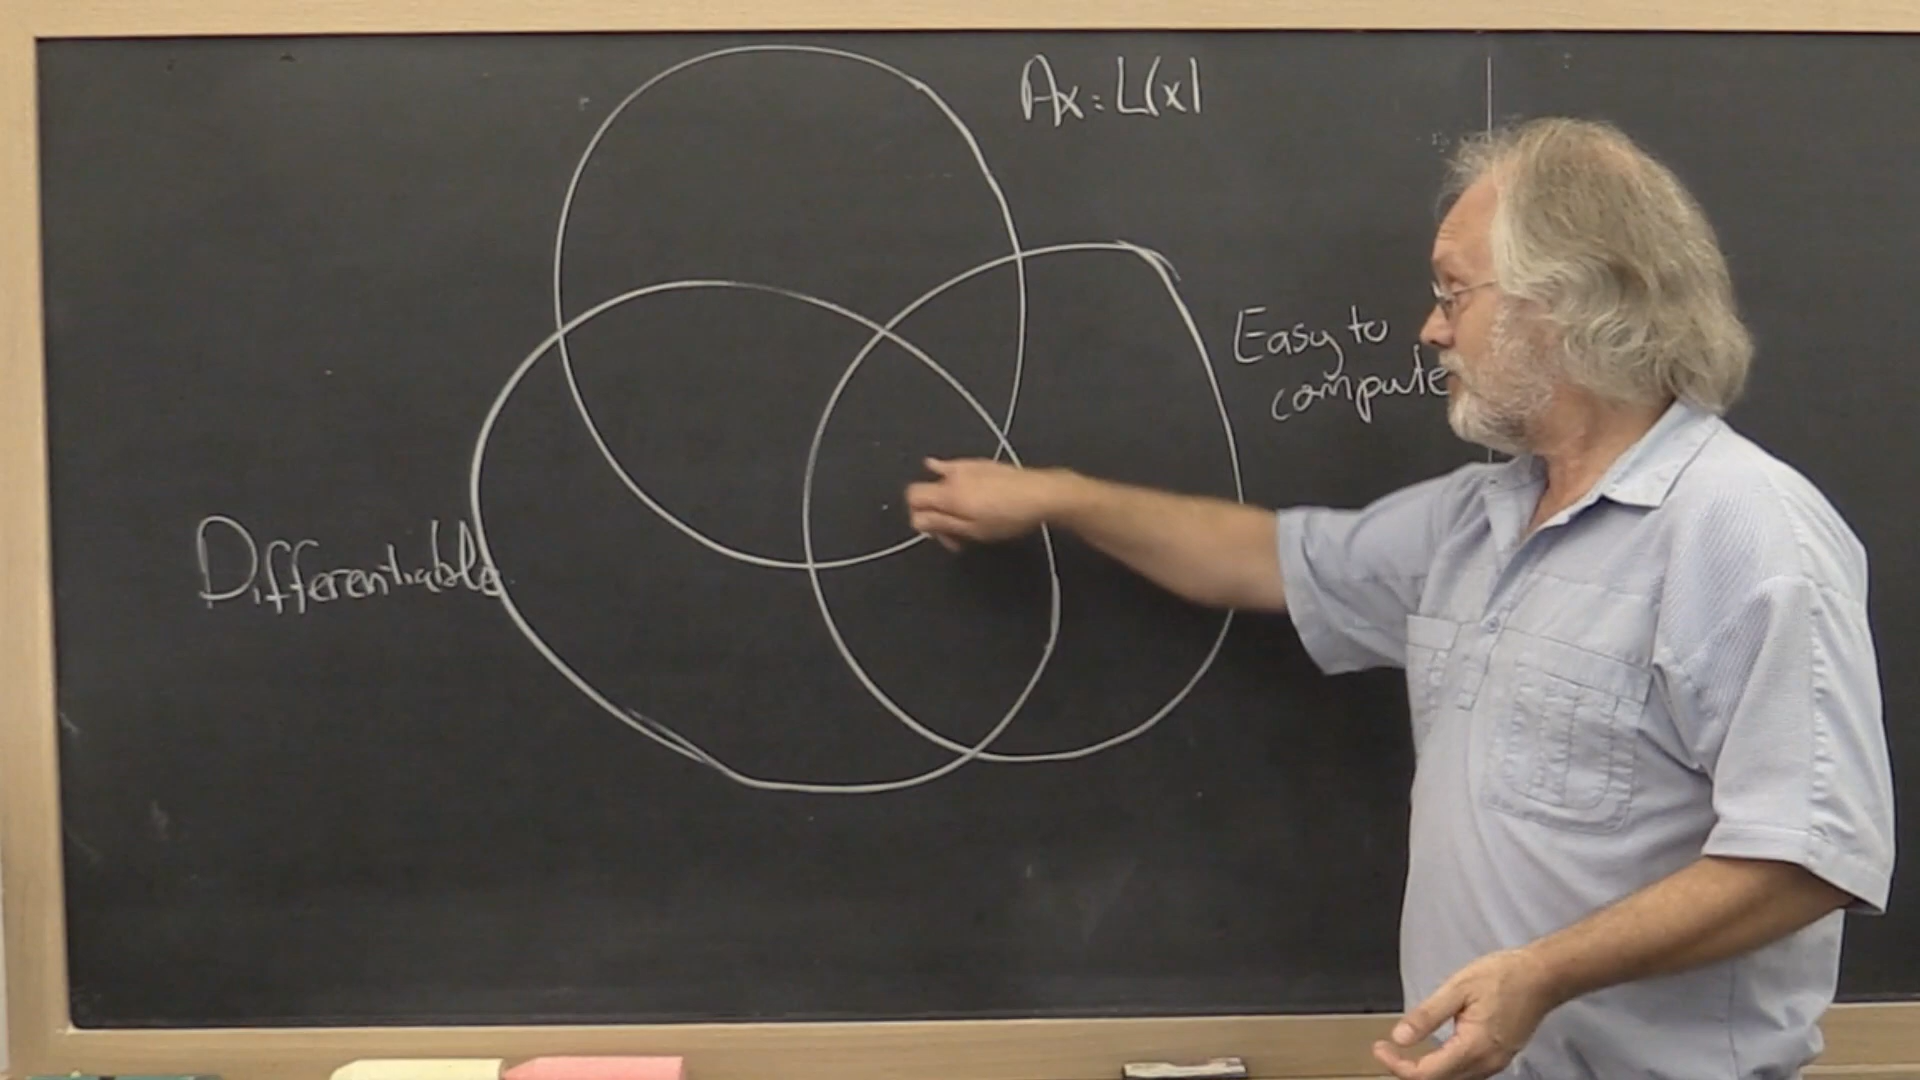 Ax = L(x)
Easy to
compute
Differentiable